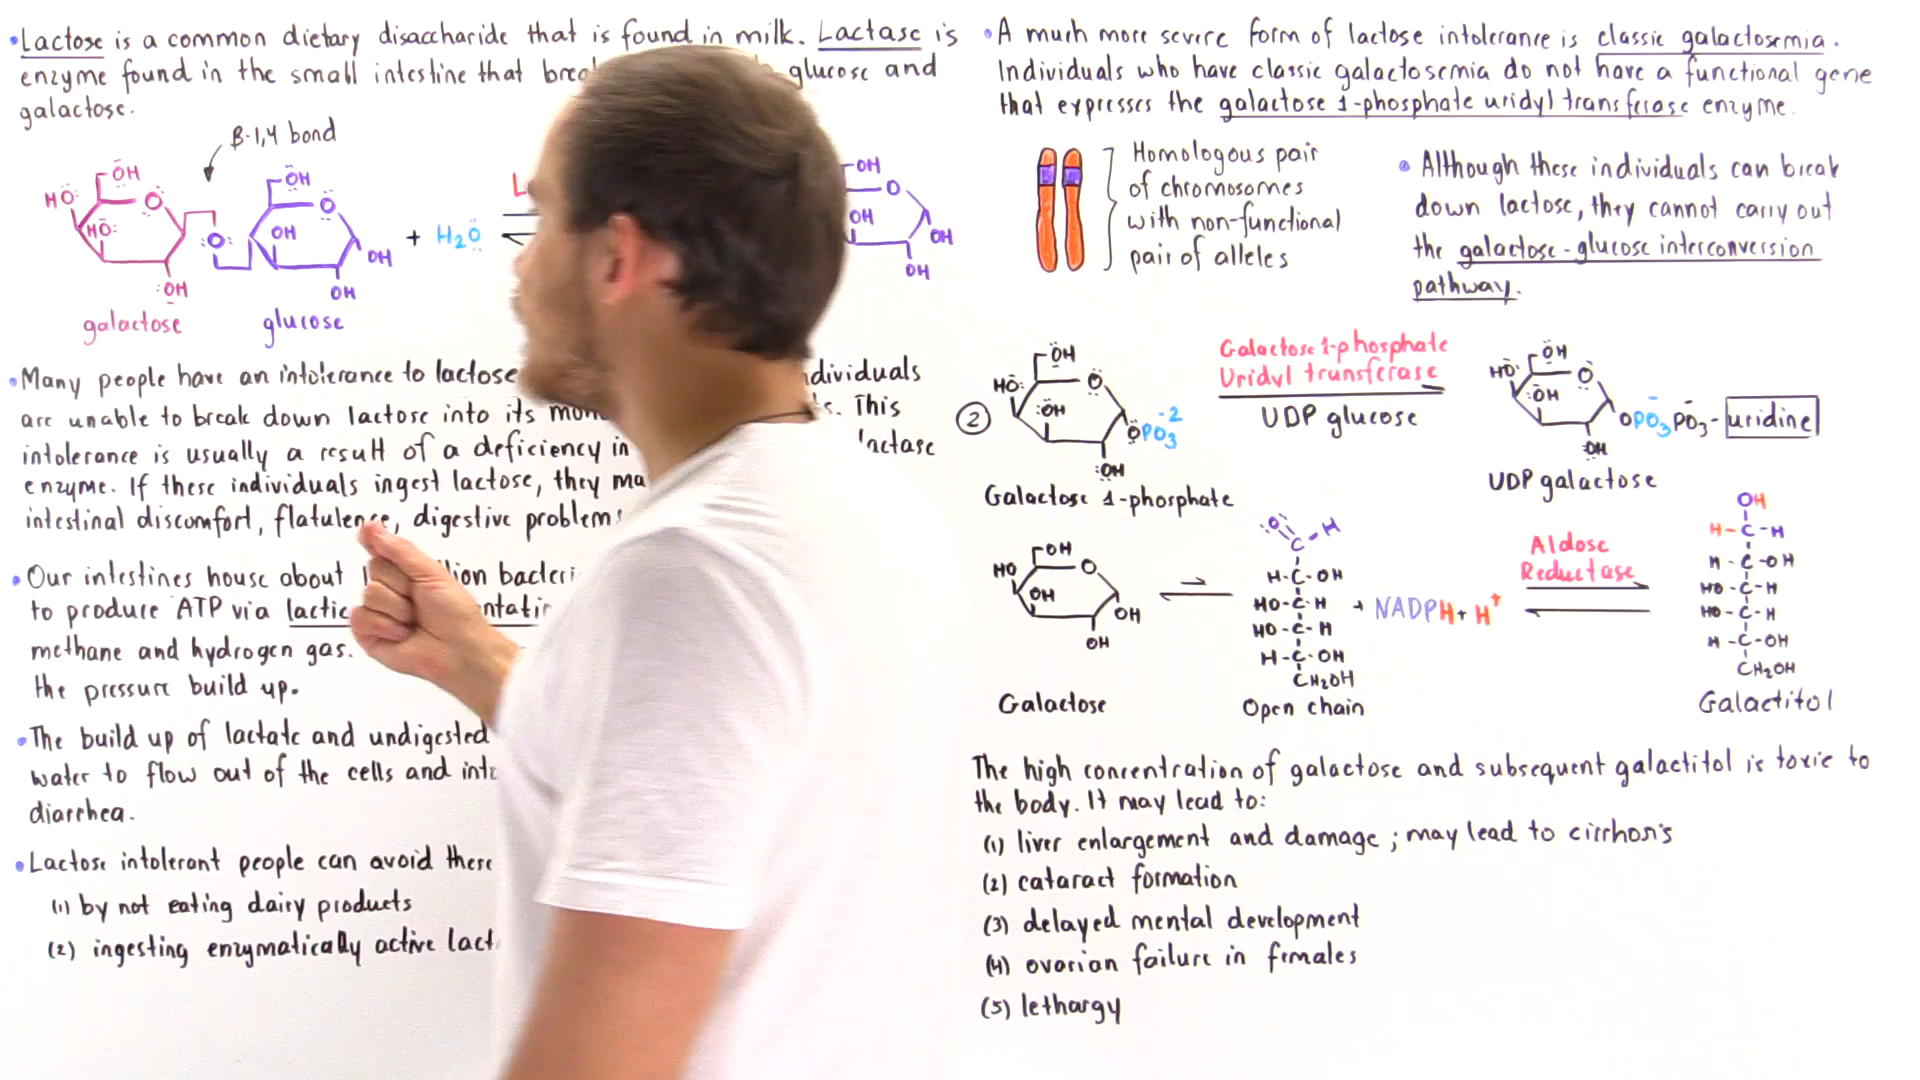 •Lactose is a common dietary disaccharide that is found in milk. Lactase is
enzyme found in the small intestine that glucose and
galactose.
β-1,4 bond
OH
HO
O
HO:
:O:
:OH
galactose
OH
O
OH
OH
OH
glucose
+ H₂O
OH
O
OH
OH
OH
•Many people have an intolerance to lactose individuals
are unable to break down lactose into its This
intolerance is usually a result of a deficiency in lactase
enzyme. If these individuals ingest lactose, they
intestinal discomfort, flatulence, digestive problems
•Our intestines house about
to produce ATP via lactic
methane and hydrogen gas.
the pressure build up.
•The build up of lactate and undigested
water to flow out of the cells and into
diarrhea.
•Lactose intolerant people can avoid these
(1) by not eating dairy products
(2) ingesting enzymatically active
•A much more severe form of lactose intolerance is classic galactosemia.
Individuals who have classic galactosemia do not have a functional gene
that expresses the galactose 1-phosphate uridyl transferase enzyme.
Homologous pair
of chromosomes
with non-functional
pair of alleles
•Although these individuals can break
down lactose, they cannot carry out
the galactose-glucose interconversion
pathway.
②
OH
HO:
O
:OH
OPO₃⁻²
:OH
Galactose 1-phosphate
Galactose 1-phosphate
Uridyl transferase
UDP glucose
OH
HO
O
:OH
OPO₃⁻PO₃⁻-uridine
OH
UDP galactose
OH
HO
O
OH
OH
OH
Galactose
O
C-H
H-C-OH
HO-C-H
HO-C-H
H-C-OH
CH₂OH
Open chain
+ NADPH + H⁺
Aldose
Reductase
OH
H-C-H
H-C-OH
HO-C-H
HO-C-H
H-C-OH
CH₂OH
Galactitol
The high concentration of galactose and subsequent galactitol is toxic to
the body. It may lead to:
(1) liver enlargement and damage; may lead to cirrhosis
(2) cataract formation
(3) delayed mental development
(4) ovarian failure in females
(5) lethargy